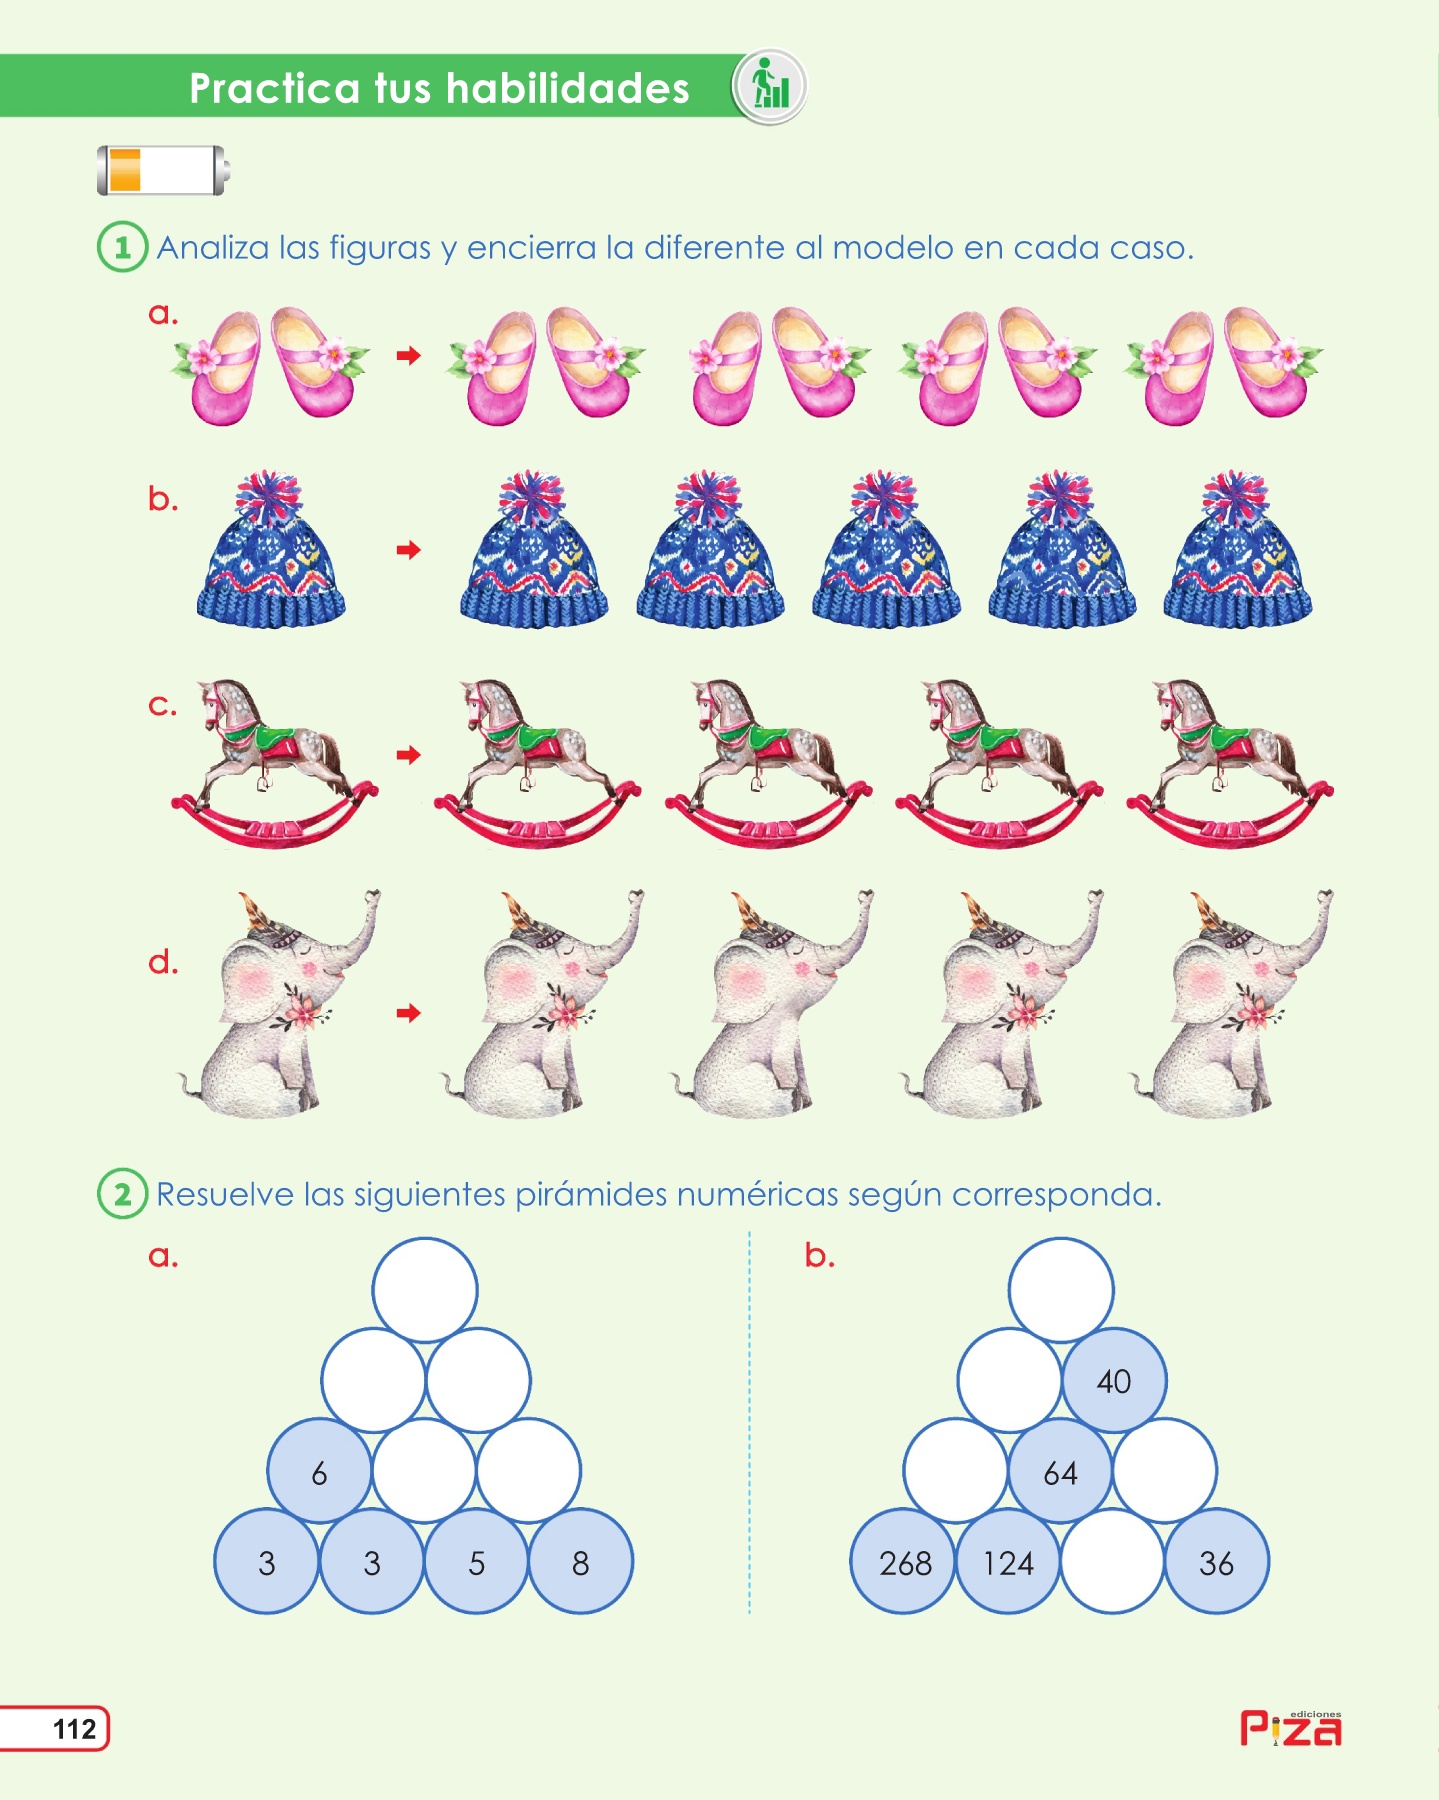 Practica tus habilidades
1 Analiza las figuras y encierra la diferente al modelo en cada caso.
a.
b.
c.
d.
2 Resuelve las siguientes pirámides numéricas según corresponda.
a.
6
3 3 5 8
b.
40
64
268 124 36
112
ediciones
Piza